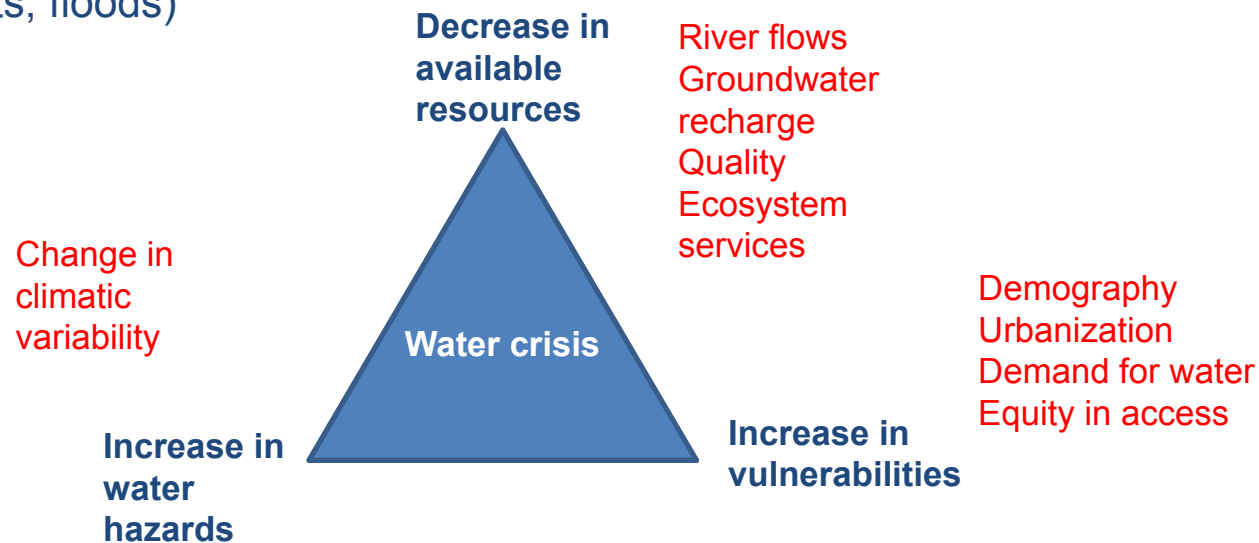 floods)
Decrease in
available
resources
River flows
Groundwater
recharge
Quality
Ecosystem
services
Change in
climatic
variability
Water crisis
Demography
Urbanization
Demand for water
Equity in access
Increase in
water
hazards
Increase in
vulnerabilities